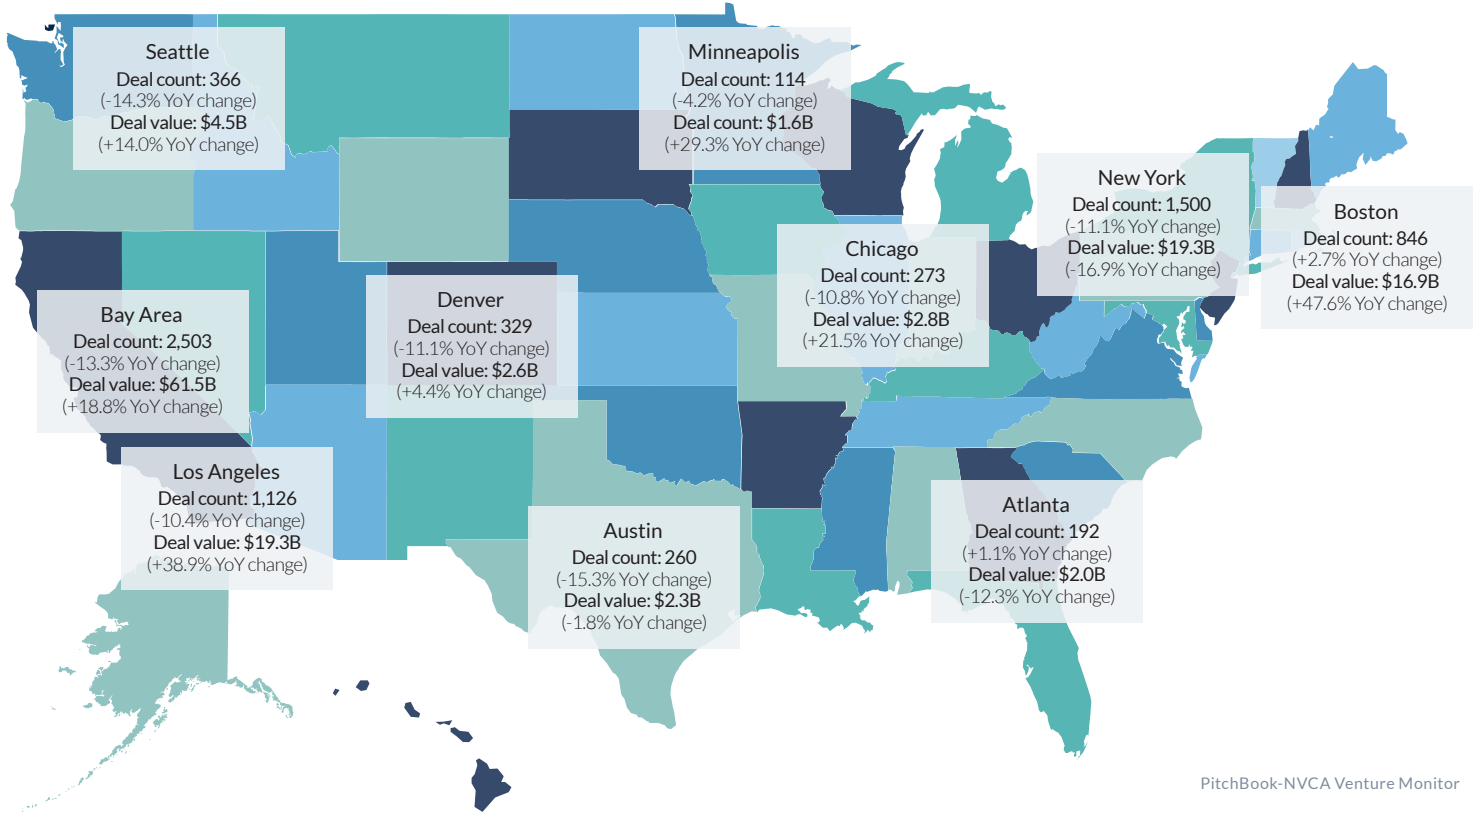 Seattle
Deal count: 366
(-14.3% YoY change)
Deal value: $4.5B
(+14.0% YoY change)
Minneapolis
Deal count: 114
(-4.2% YoY change)
Deal count: $1.6B
(+29.3% YoY change)
New York
Deal count: 1,500
(-11.1% YoY change)
Deal value: $19.3B
(-16.9% YoY change)
Boston
Deal count: 846
(+2.7% YoY change)
Deal value: $16.9B
(+47.6% YoY change)
Chicago
Deal count: 273
(-10.8% YoY change)
Deal value: $2.8B
(+21.5% YoY change)
Bay Area
Deal count: 2,503
(-13.3% YoY change)
Deal value: $61.5B
(+18.8% YoY change)
Denver
Deal count: 329
(-11.1% YoY change)
Deal value: $2.6B
(+4.4% YoY change)
Los Angeles
Deal count: 1,126
(-10.4% YoY change)
Deal value: $19.3B
(+38.9% YoY change)
Austin
Deal count: 260
(-15.3% YoY change)
Deal value: $2.3B
(-1.8% YoY change)
Atlanta
Deal count: 192
(+1.1% YoY change)
Deal value: $2.0B
(-12.3% YoY change)
PitchBook-NVCA Venture Monitor